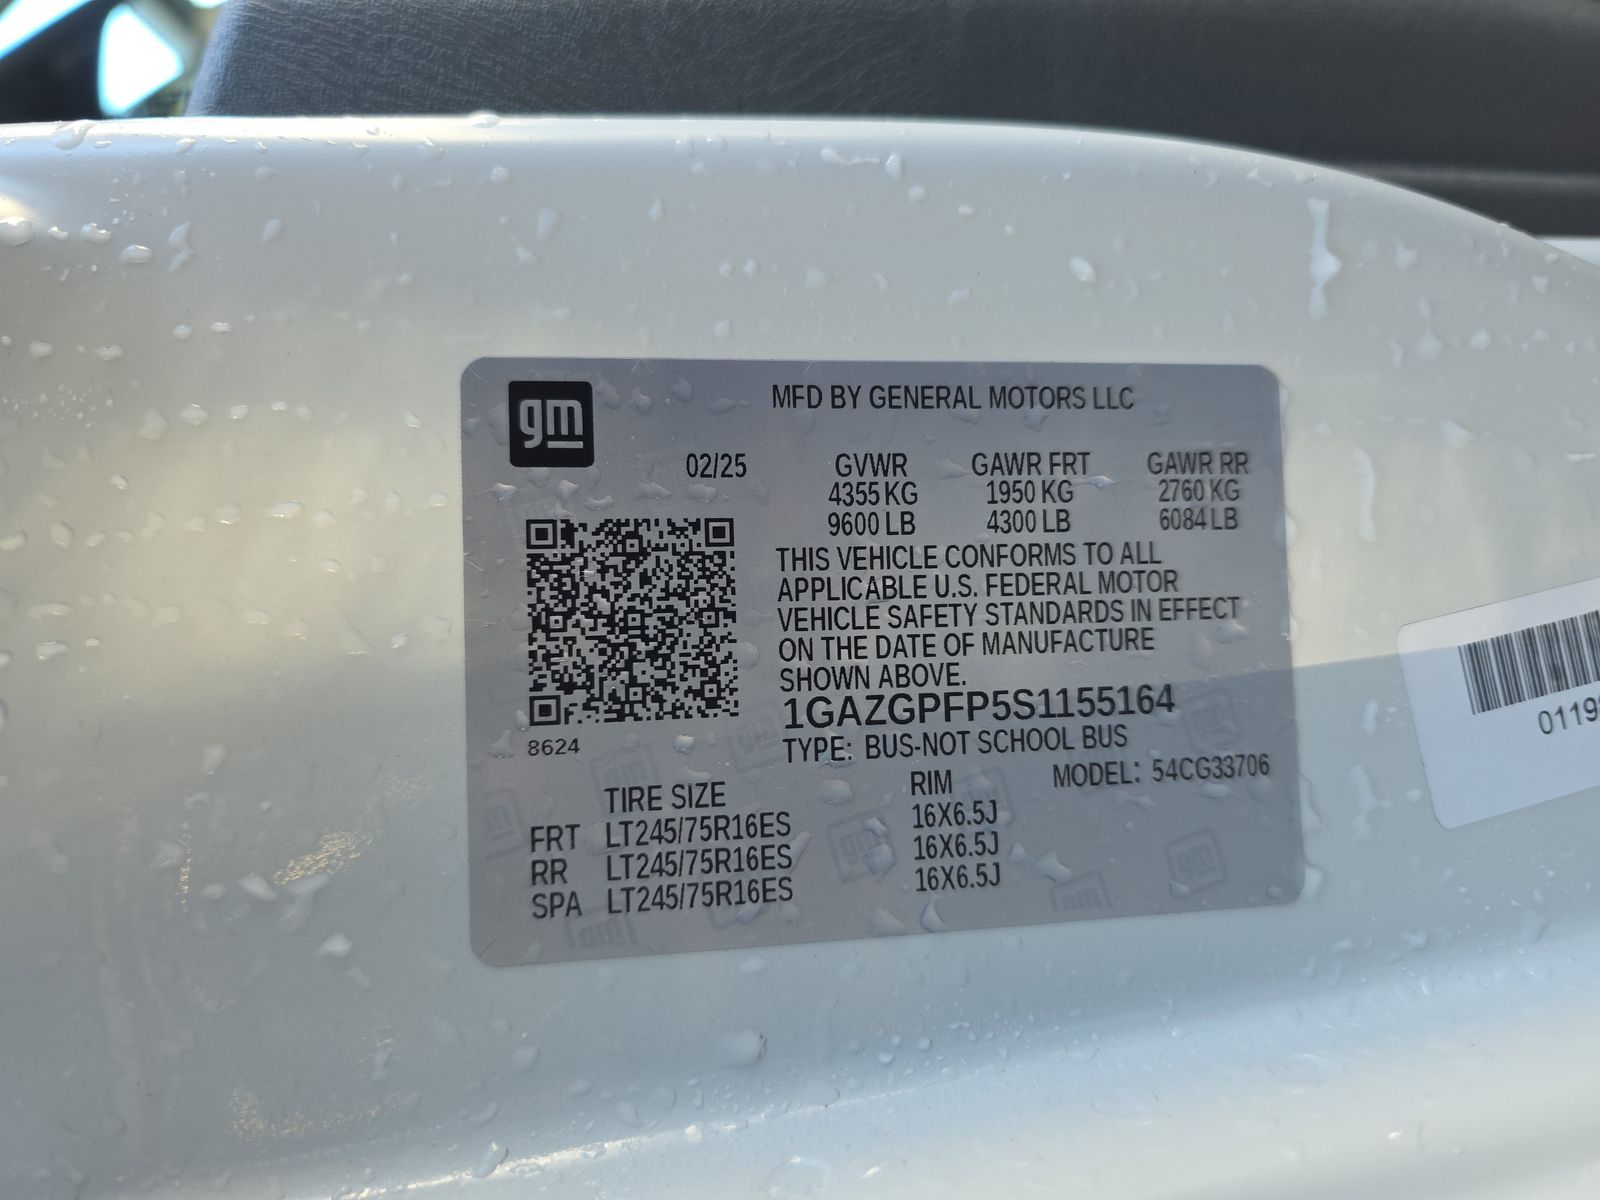 gm
MFD BY GENERAL MOTORS LLC
02/25
GVWR GAWR FRT GAWR RR
4355 KG 1950 KG 2760 KG
9600 LB 4300 LB 6084 LB
THIS VEHICLE CONFORMS TO ALL
APPLICABLE U.S. FEDERAL MOTOR
VEHICLE SAFETY STANDARDS IN EFFECT
ON THE DATE OF MANUFACTURE
SHOWN ABOVE.
1GAZGPFP5S1155164
8624
TYPE: BUS-NOT SCHOOL BUS
MODEL: 54CG33706
TIRE SIZE RIM
FRT LT245/75R16ES 16X6.5J
RR LT245/75R16ES 16X6.5J
SPA LT245/75R16ES 16X6.5J